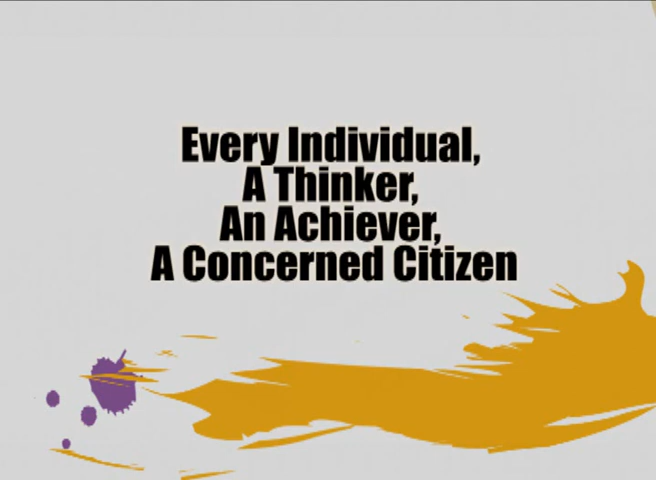 Every Individual,
A Thinker,
An Achiever,
A Concerned Citizen